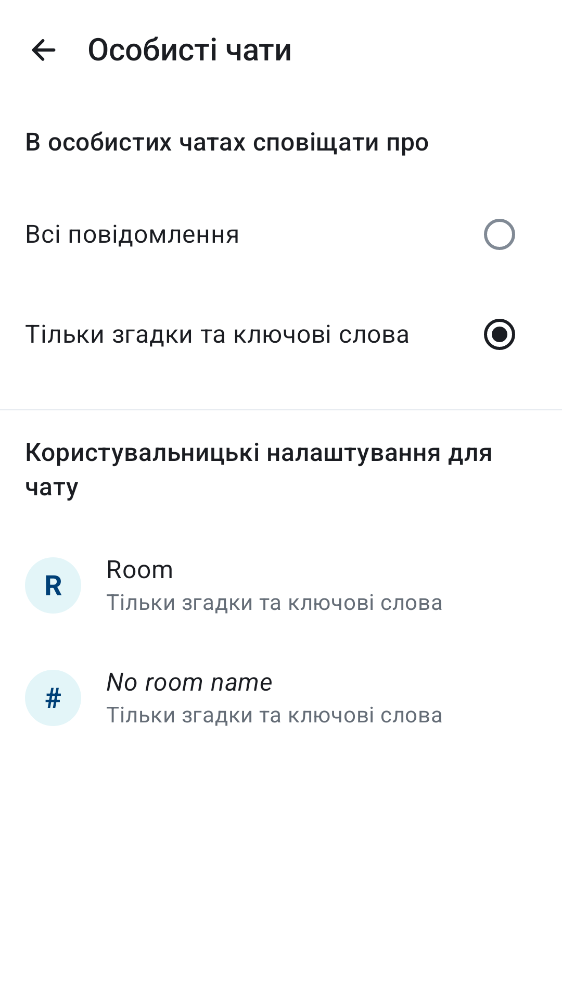 Особисті чати
В особистих чатах сповіщати про
Всі повідомлення
Тільки згадки та ключові слова
Користувальницькі налаштування для
чату
R
Room
Тільки згадки та ключові слова
#
No room name
Тільки згадки та ключові слова